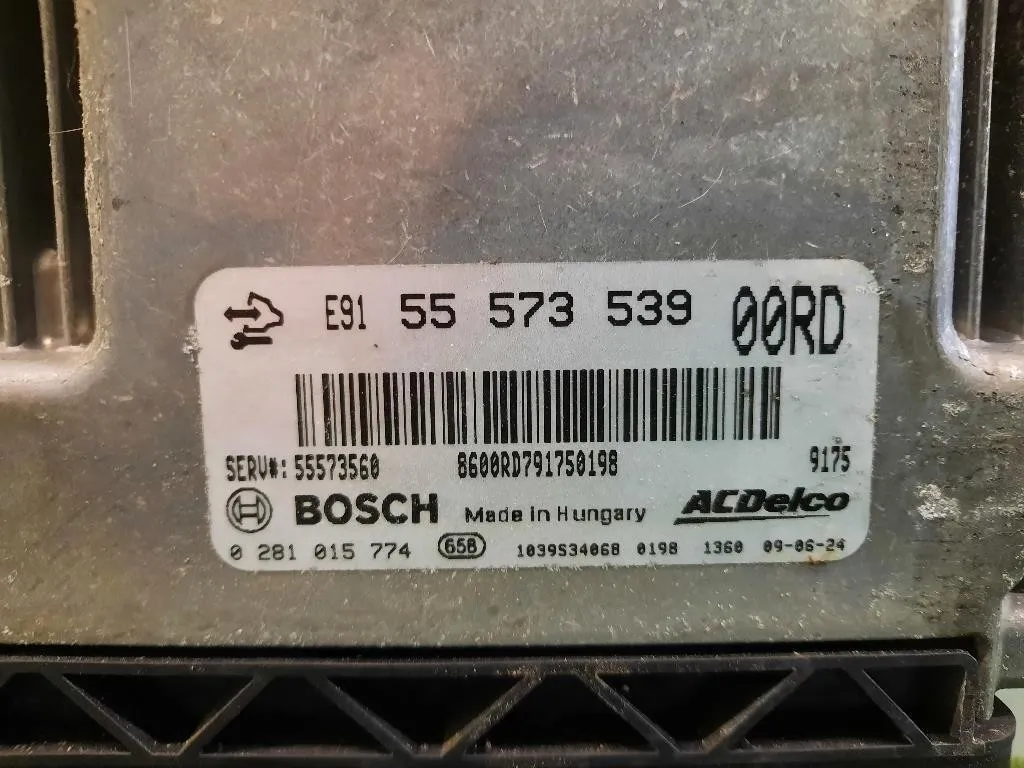 E91 55 573 539 00RD
SERV#: 55573560 8600RD791750198 9175
BOSCH Made in Hungary ACDelco
0 281 015 774 658 1039S34068 0198 1360 09-06-24